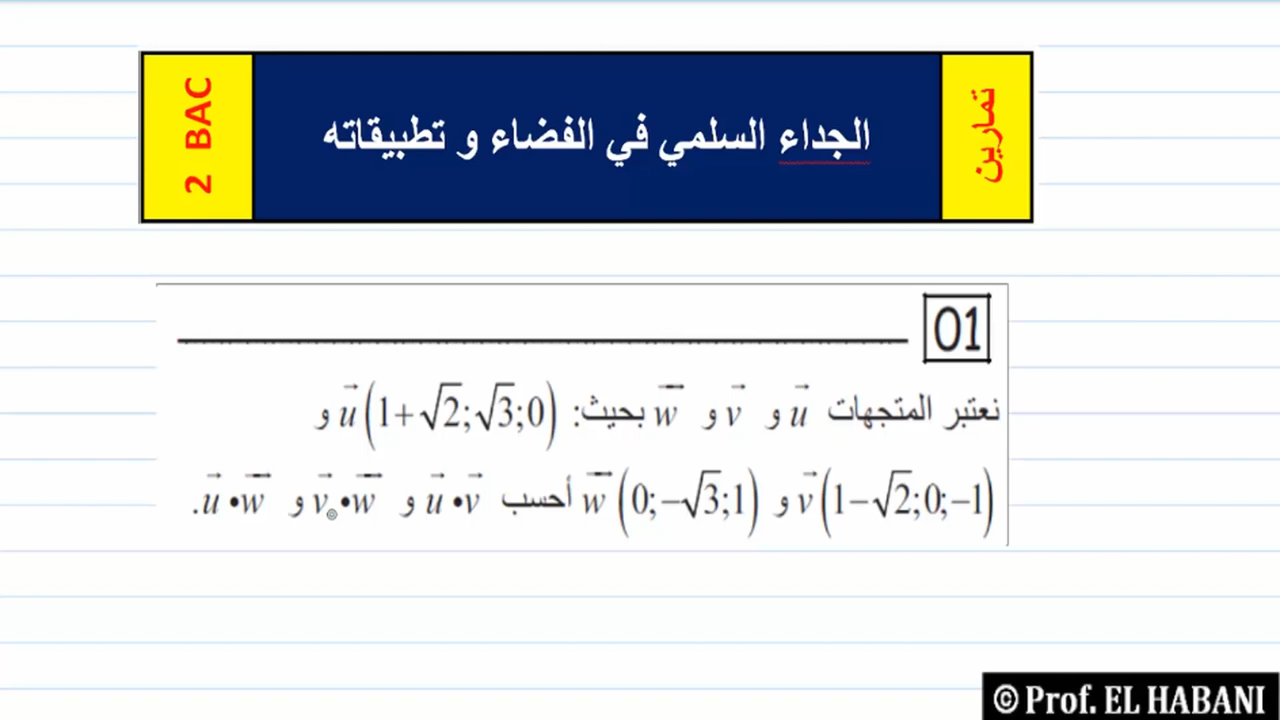 تمارين
الجداء السلمي في الفضاء و تطبيقاته
2 BAC
01
نعتبر المتجهات u⃗ و v⃗ و w⃗ بحيث: u⃗(1+√2;√3;0) و
v⃗(1−√2;0;−1) و w⃗(0;−√3;1) أحسب u⃗•v⃗ و v⃗•w⃗ و u⃗•w⃗.
© Prof. EL HABANI